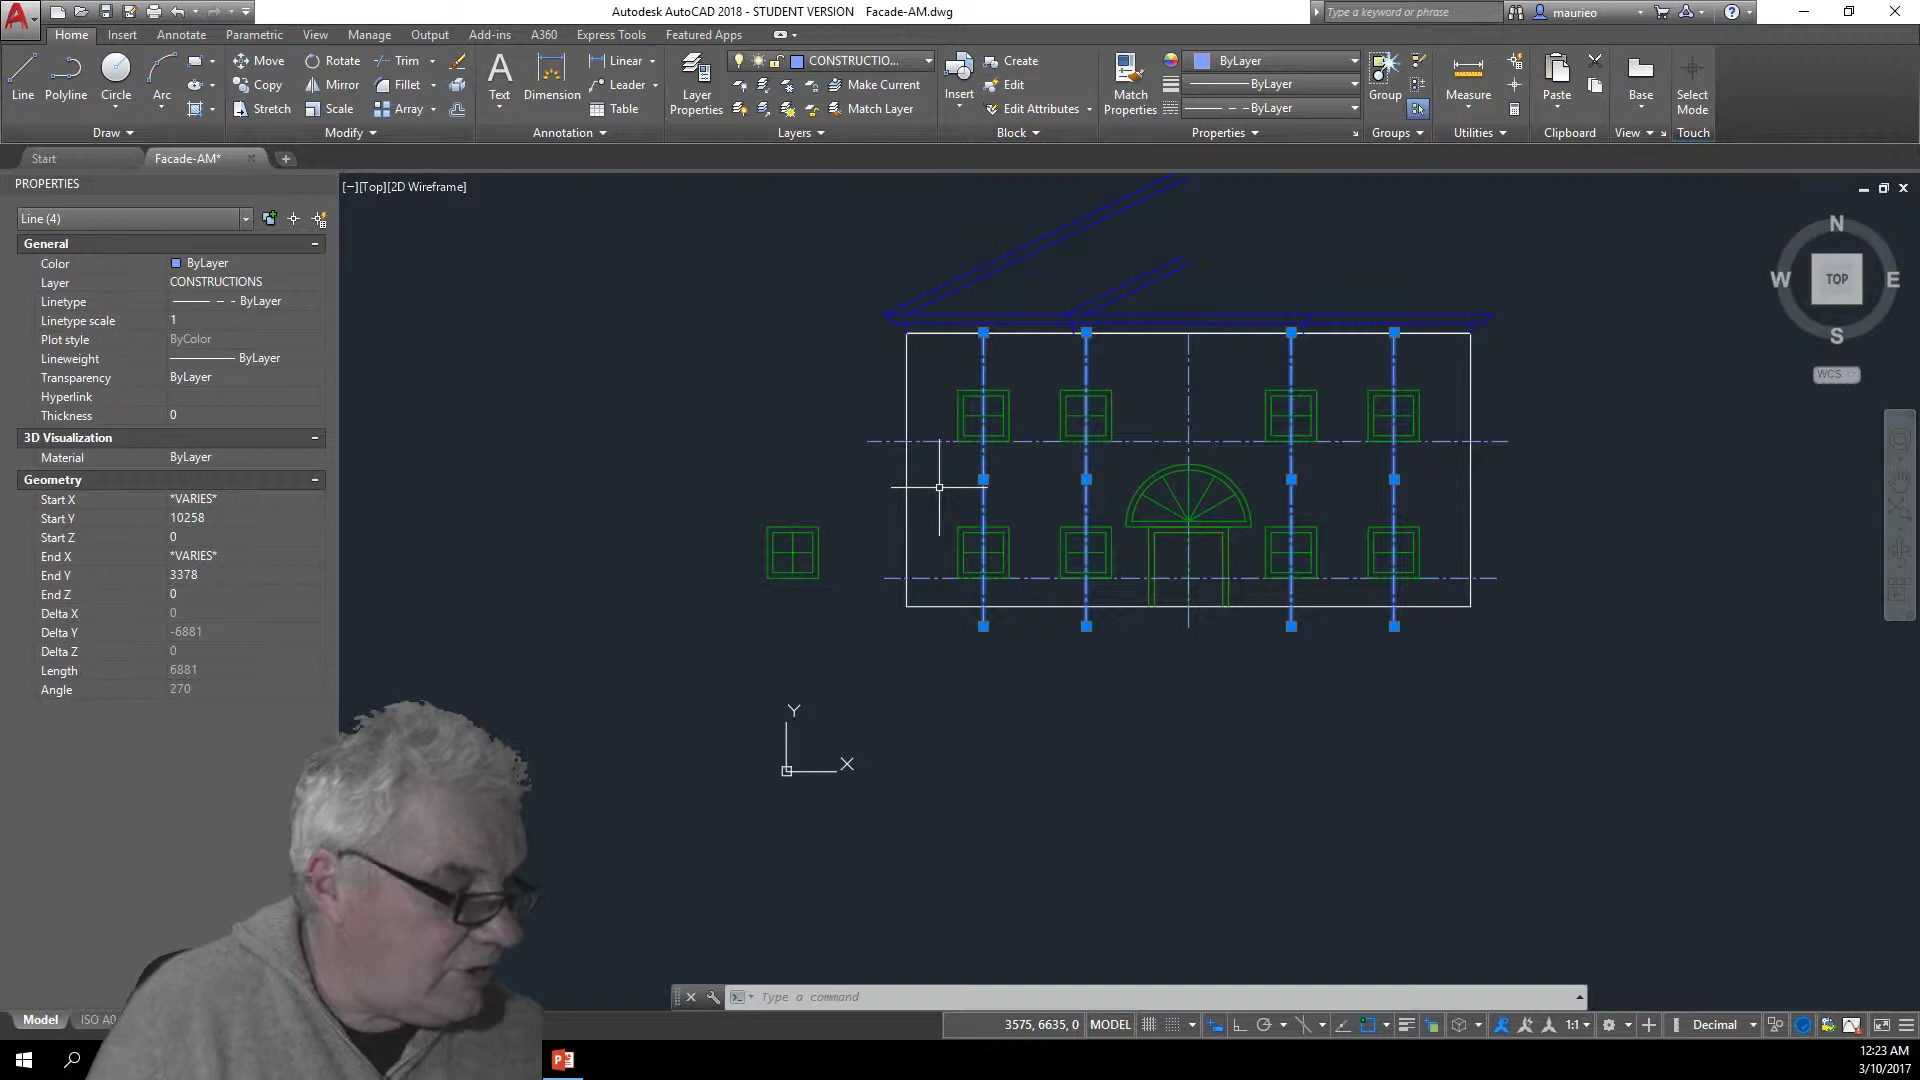 Autodesk AutoCAD 2018 - STUDENT VERSION Facade-AM.dwg
Type a keyword or phrase
maurieo
Home Insert Annotate Parametric View Manage Output Add-ins A360 Express Tools Featured Apps
Line Polyline Circle Arc
Move Rotate Trim
Copy Mirror Fillet
Stretch Scale Array
Text Dimension
Linear
Leader
Table
Layer Properties
CONSTRUCTIO...
Make Current
Match Layer
Insert
Create
Edit
Edit Attributes
Match Properties
ByLayer
ByLayer
ByLayer
Group
Measure
Paste
Base
Select Mode
Draw Modify Annotation Layers Block Properties Groups Utilities Clipboard View Touch
Start Facade-AM*
PROPERTIES
[−][Top][2D Wireframe]
Line (4)
General
Color ByLayer
Layer CONSTRUCTIONS
Linetype ByLayer
Linetype scale 1
Plot style ByColor
Lineweight ByLayer
Transparency ByLayer
Hyperlink
Thickness 0
3D Visualization
Material ByLayer
Geometry
Start X *VARIES*
Start Y 10258
Start Z 0
End X *VARIES*
End Y 3378
End Z 0
Delta X 0
Delta Y -6881
Delta Z 0
Length 6881
Angle 270
N
W TOP E
S
WCS
Y
X
Type a command
Model ISO A0
3575, 6635, 0 MODEL 1:1 Decimal
12:23 AM
3/10/2017